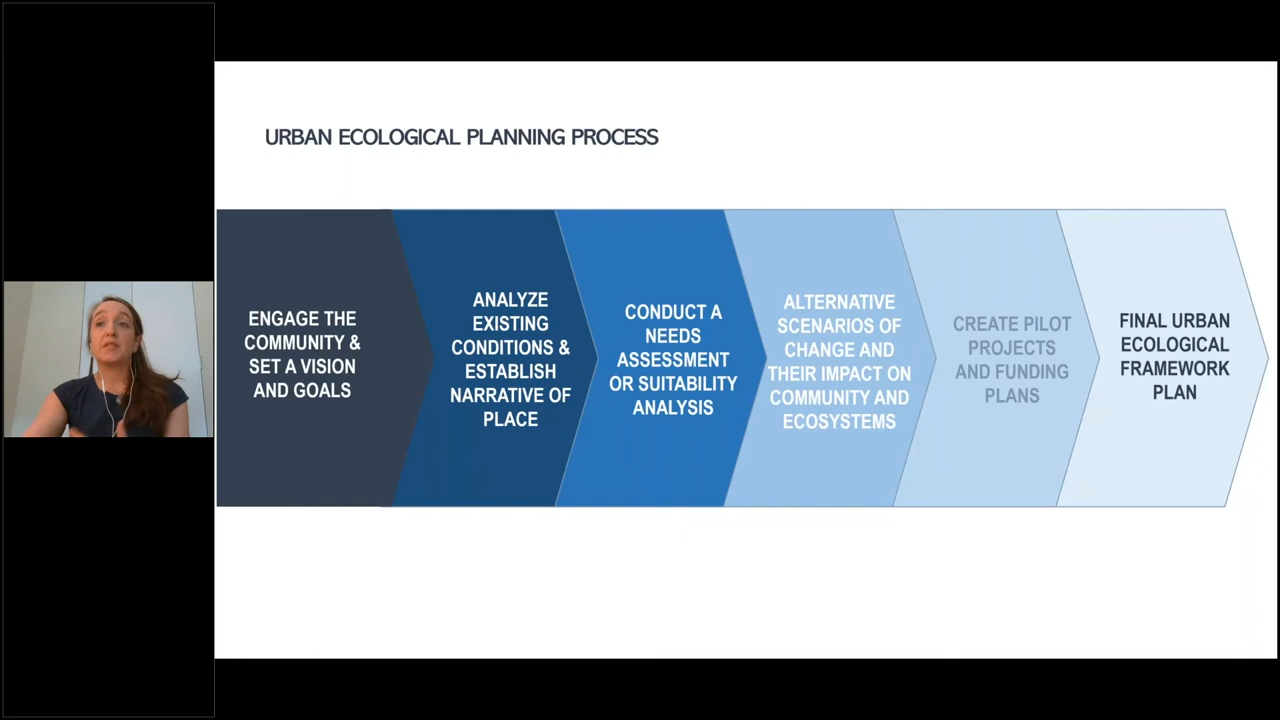 URBAN ECOLOGICAL PLANNING PROCESS
ENGAGE THE
COMMUNITY &
SET A VISION
AND GOALS
ANALYZE
EXISTING
CONDITIONS &
ESTABLISH
NARRATIVE OF
PLACE
CONDUCT A
NEEDS
ASSESSMENT
OR SUITABILITY
ANALYSIS
ALTERNATIVE
SCENARIOS OF
CHANGE AND
THEIR IMPACT ON
COMMUNITY AND
ECOSYSTEMS
CREATE PILOT
PROJECTS
AND FUNDING
PLANS
FINAL URBAN
ECOLOGICAL
FRAMEWORK
PLAN